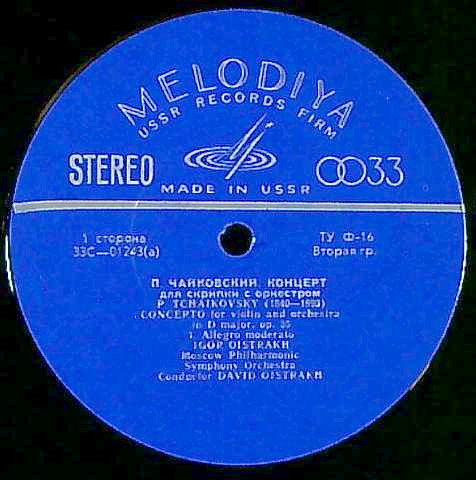 MELODIYA
USSR RECORDS FIRM
STEREO
33
MADE IN USSR
1 сторона
33С—01243(а)
ТУ Ф-16
Вторая гр.
П. ЧАЙКОВСКИЙ. КОНЦЕРТ
для скрипки с оркестром
P. TCHAIKOVSKY (1840—1893)
CONCERTO for violin and orchestra
in D major, op. 35
1. Allegro moderato
IGOR OISTRAKH
Moscow Philharmonic
Symphony Orchestra
Conductor DAVID OISTRAKH